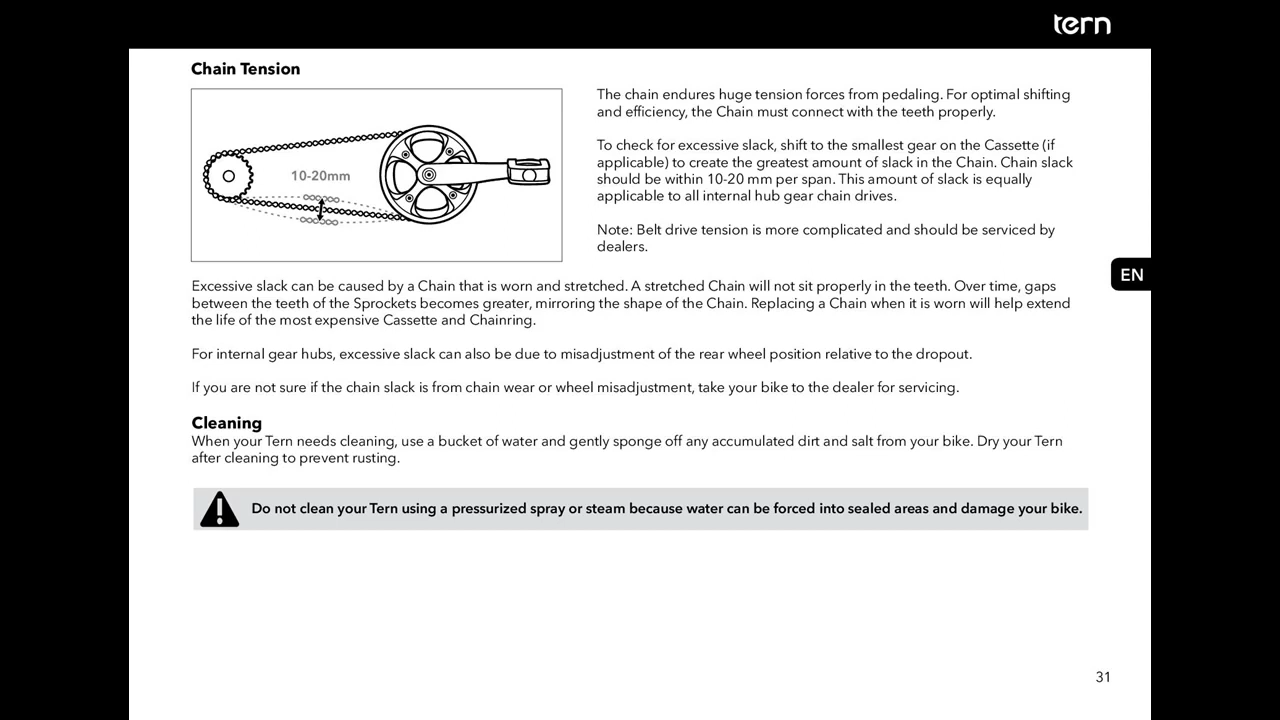 tern
Chain Tension
10-20mm
The chain endures huge tension forces from pedaling. For optimal shifting
and efficiency, the Chain must connect with the teeth properly.
To check for excessive slack, shift to the smallest gear on the Cassette (if
applicable) to create the greatest amount of slack in the Chain. Chain slack
should be within 10-20 mm per span. This amount of slack is equally
applicable to all internal hub gear chain drives.
Note: Belt drive tension is more complicated and should be serviced by
dealers.
EN
Excessive slack can be caused by a Chain that is worn and stretched. A stretched Chain will not sit properly in the teeth. Over time, gaps
between the teeth of the Sprockets becomes greater, mirroring the shape of the Chain. Replacing a Chain when it is worn will help extend
the life of the most expensive Cassette and Chainring.
For internal gear hubs, excessive slack can also be due to misadjustment of the rear wheel position relative to the dropout.
If you are not sure if the chain slack is from chain wear or wheel misadjustment, take your bike to the dealer for servicing.
Cleaning
When your Tern needs cleaning, use a bucket of water and gently sponge off any accumulated dirt and salt from your bike. Dry your Tern
after cleaning to prevent rusting.
Do not clean your Tern using a pressurized spray or steam because water can be forced into sealed areas and damage your bike.
31